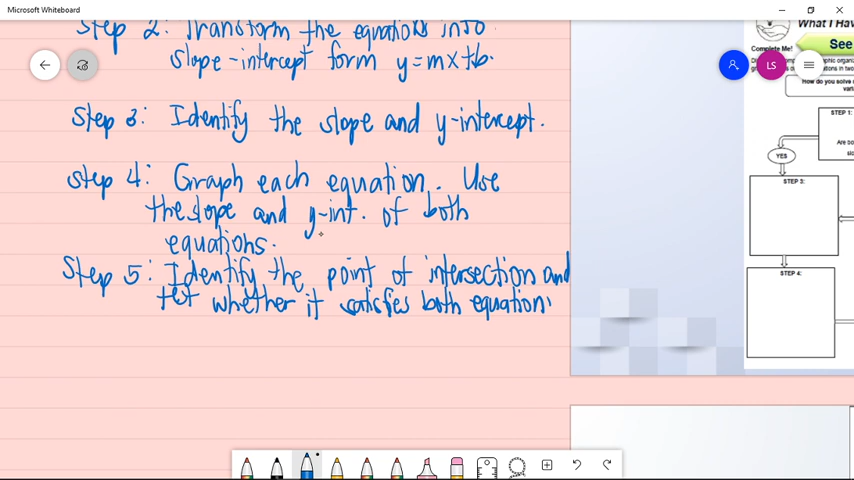 Microsoft Whiteboard
Step 2: Transform the equations into
slope-intercept form y=mx+b.
Step 3: Identify the slope and y-intercept.
Step 4: Graph each equation. Use
the slope and y-int. of both
equations.
Step 5: Identify the point of intersection and
tet whether it satisfies both equation.
LS
What I Ha
Complete Me!
See
How do you solve
STEP 1:
YES
STEP 3:
STEP 4: